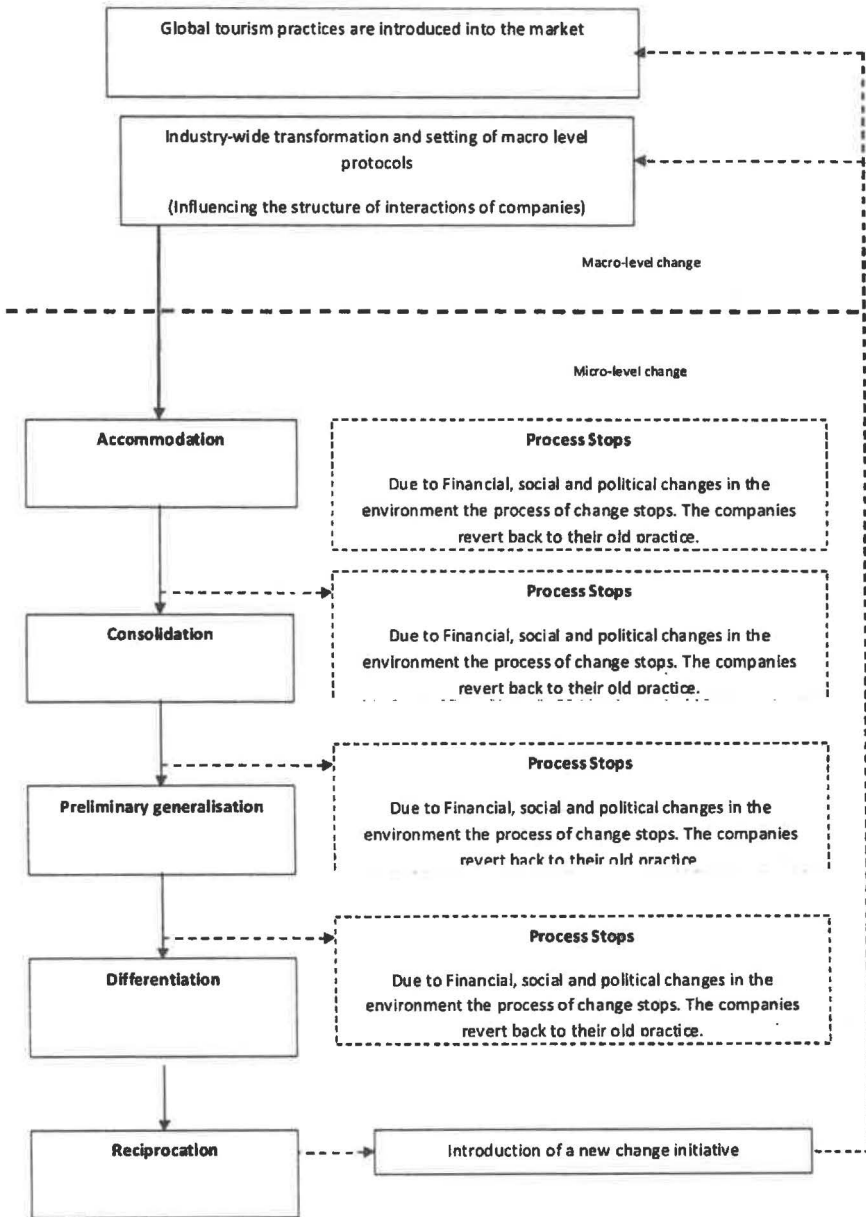 Global tourism practices are introduced into the market
Industry-wide transformation and setting of macro level
protocols
(Influencing the structure of interactions of companies)
Macro-level change
Micro-level change
Accommodation
Process Stops
Due to Financial, social and political changes in the
environment the process of change stops. The companies
revert back to their old practice.
Process Stops
Consolidation
Due to Financial, social and political changes in the
environment the process of change stops. The companies
revert back to their old practice.
Process Stops
Preliminary generalisation
Due to Financial, social and political changes in the
environment the process of change stops. The companies
revert back to their old practice
Process Stops
Differentiation
Due to Financial, social and political changes in the
environment the process of change stops. The companies
revert back to their old practice.
Reciprocation
Introduction of a new change initiative